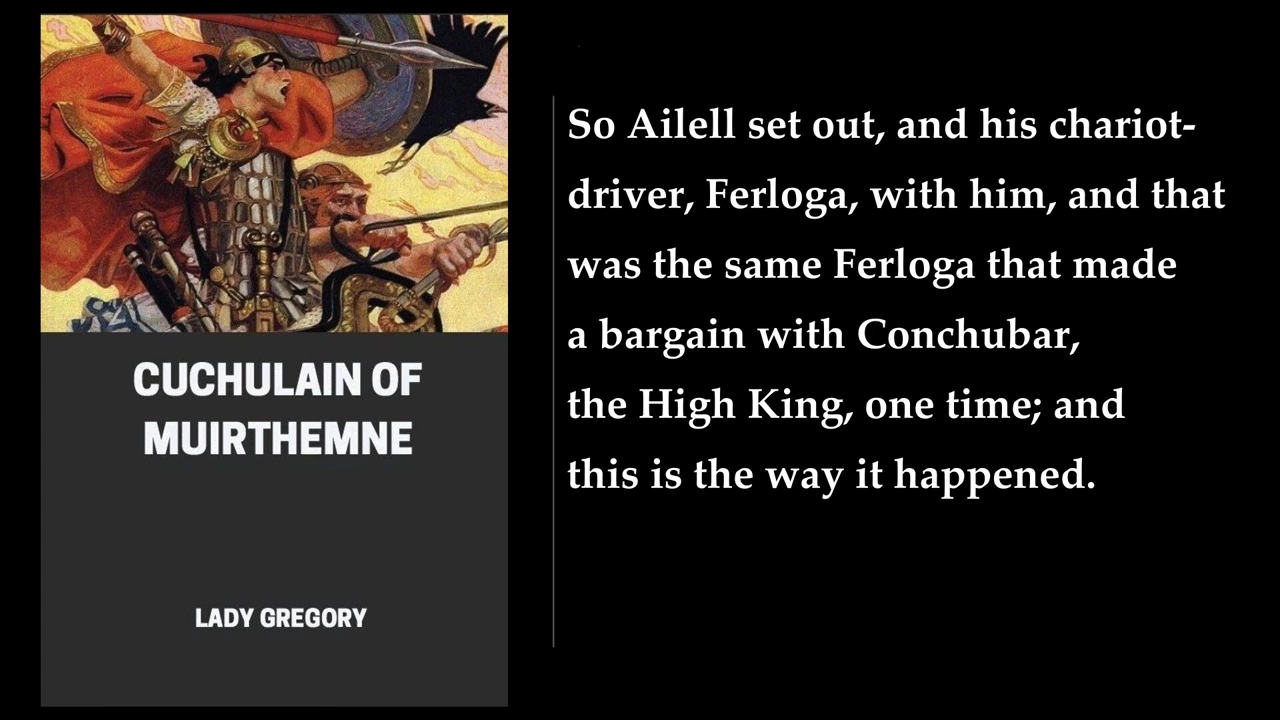 CUCHULAIN OF
MUIRTHEMNE
LADY GREGORY
So Ailell set out, and his chariot-
driver, Ferloga, with him, and that
was the same Ferloga that made
a bargain with Conchubar,
the High King, one time; and
this is the way it happened.